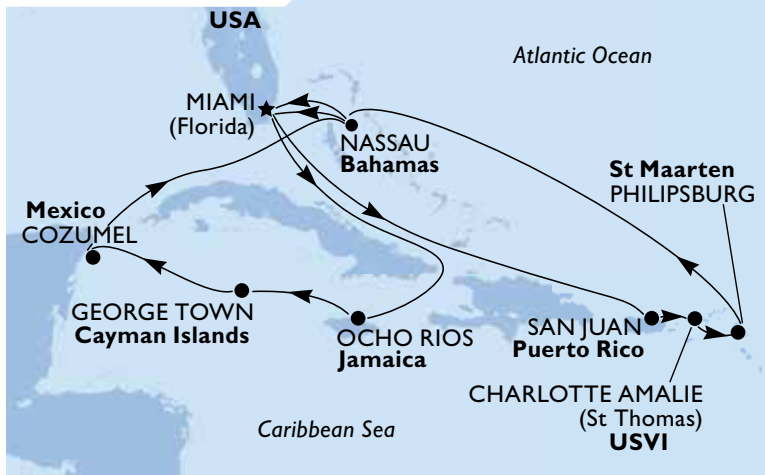 USA
Atlantic Ocean
MIAMI
(Florida)
NASSAU
Bahamas
St Maarten
PHILIPSBURG
Mexico
COZUMEL
GEORGE TOWN
Cayman Islands
OCHO RIOS
Jamaica
SAN JUAN
Puerto Rico
CHARLOTTE AMALIE
(St Thomas)
USVI
Caribbean Sea